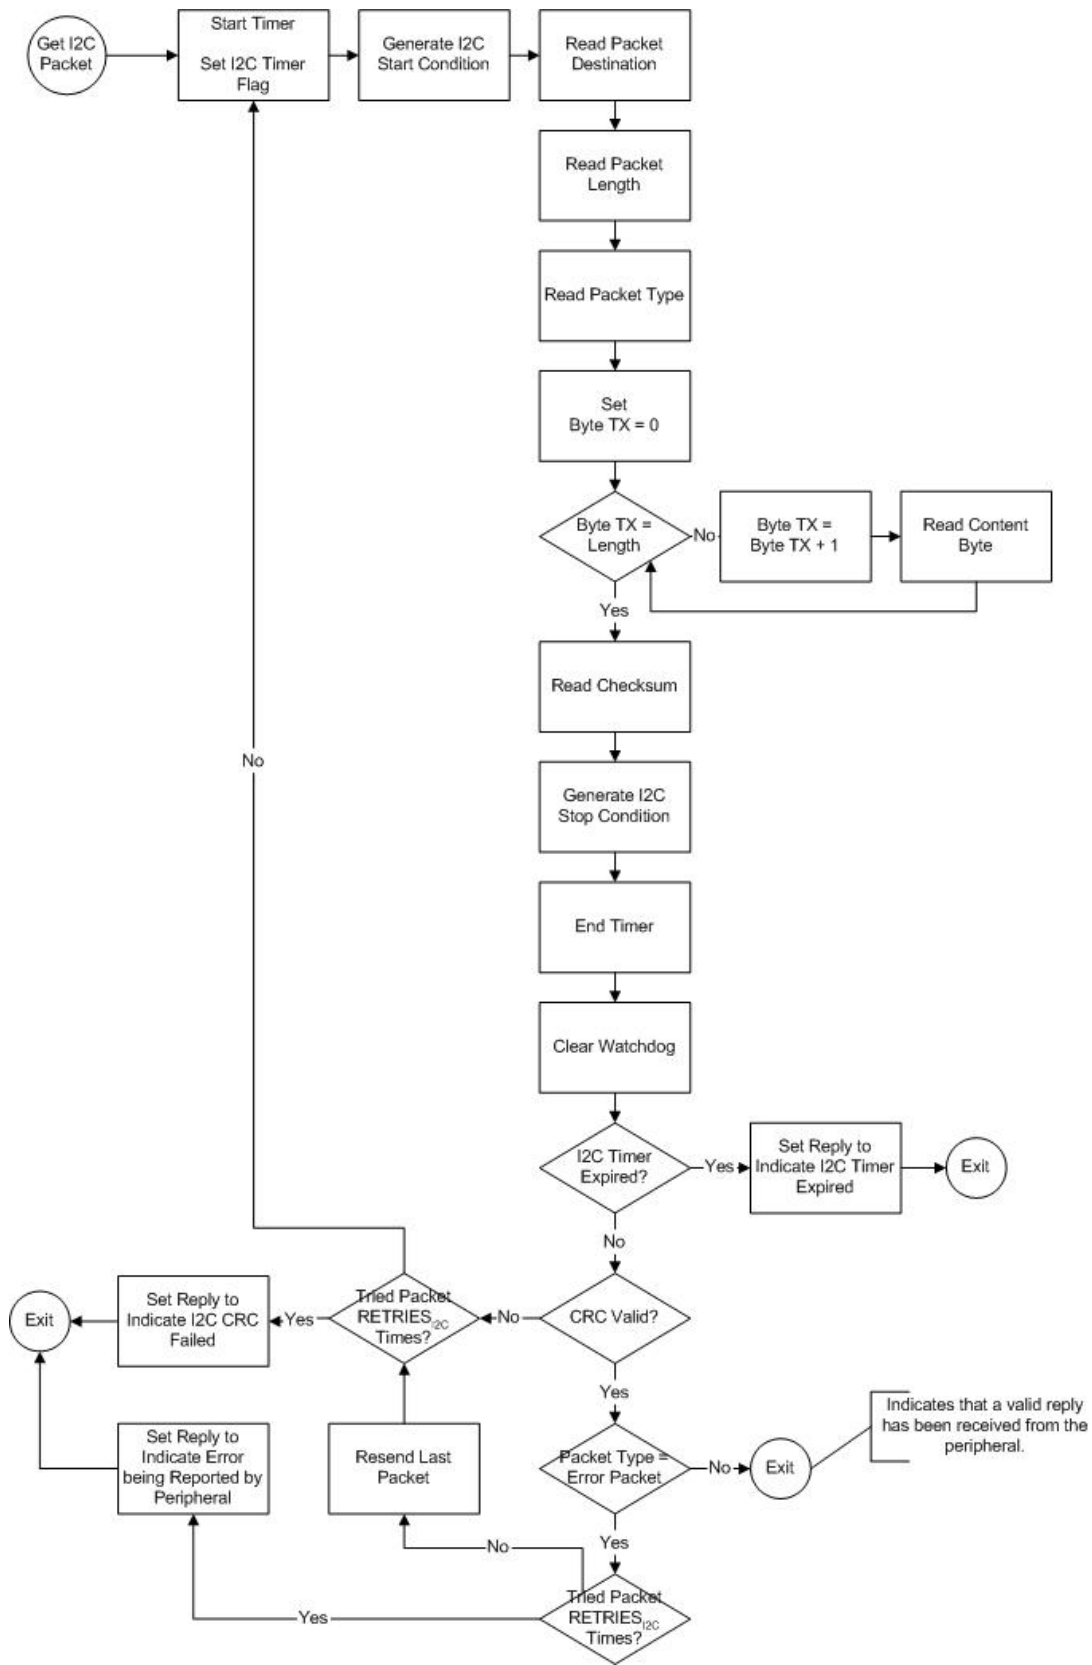 Get I2C
Packet
Start Timer
Set I2C Timer
Flag
Generate I2C
Start Condition
Read Packet
Destination
Read Packet
Length
Read Packet Type
Set
Byte TX = 0
Byte TX =
Length
No
Byte TX =
Byte TX + 1
Read Content
Byte
Yes
Read Checksum
No
Generate I2C
Stop Condition
End Timer
Clear Watchdog
I2C Timer
Expired?
Yes
Set Reply to
Indicate I2C Timer
Expired
Exit
No
Exit
Set Reply to
Indicate I2C CRC
Failed
Yes
Tried Packet
RETRIES I2C
Times?
No
CRC Valid?
Yes
Set Reply to
Indicate Error
being Reported by
Peripheral
Resend Last
Packet
Packet Type =
Error Packet
No
Exit
Indicates that a valid reply
has been received from the
peripheral.
Yes
No
Yes
Tried Packet
RETRIES I2C
Times?